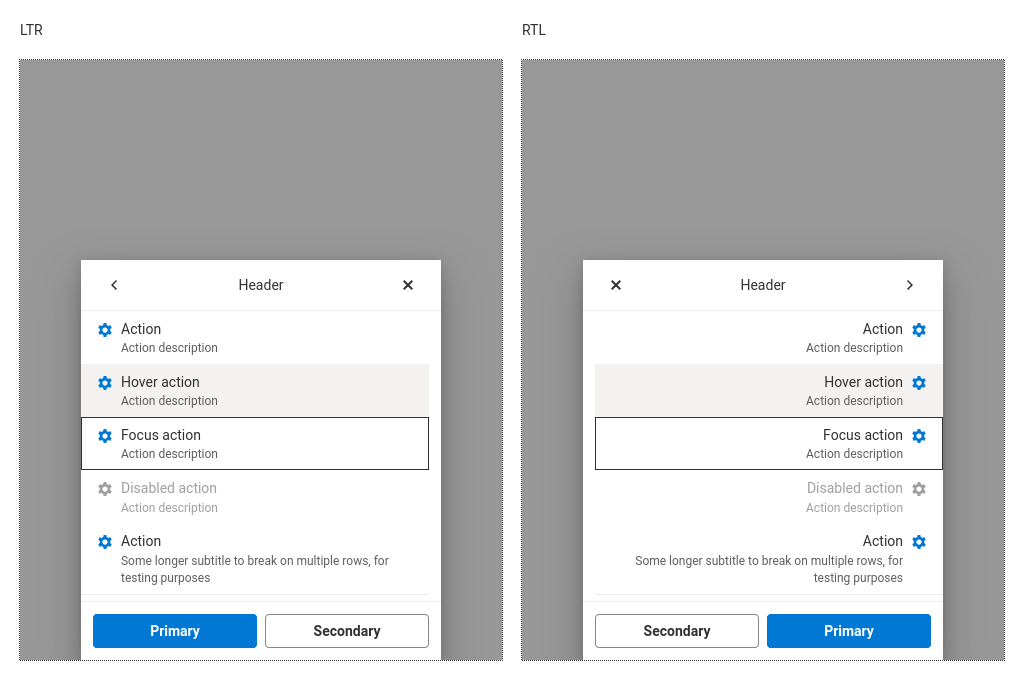 LTR
Header
Action
Action description
Hover action
Action description
Focus action
Action description
Disabled action
Action description
Action
Some longer subtitle to break on multiple rows, for
testing purposes
Primary
Secondary
RTL
Header
Action
Action description
Hover action
Action description
Focus action
Action description
Disabled action
Action description
Action
Some longer subtitle to break on multiple rows, for
testing purposes
Secondary
Primary